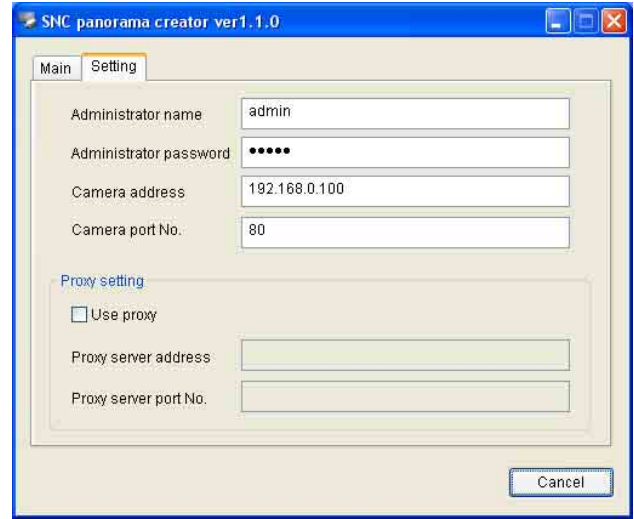 SNC panorama creator ver1.1.0
Main Setting
Administrator name admin
Administrator password •••••
Camera address 192.168.0.100
Camera port No. 80
Proxy setting
Use proxy
Proxy server address
Proxy server port No.
Cancel